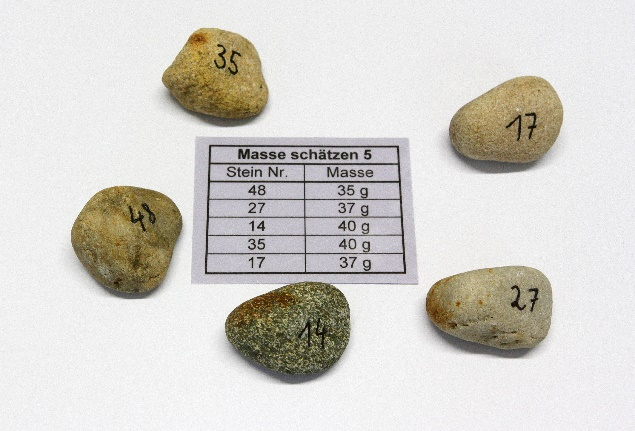 35
17
Masse schätzen 5
Stein Nr. Masse
48 35 g
27 37 g
14 40 g
35 40 g
17 37 g
48
27
14